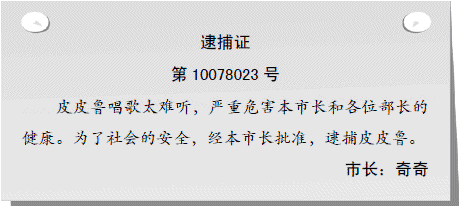 逮捕证
第 10078023 号
皮皮鲁唱歌太难听，严重危害本市长和各位部长的
健康。为了社会的安全，经本市长批准，逮捕皮皮鲁。
市长：奇奇